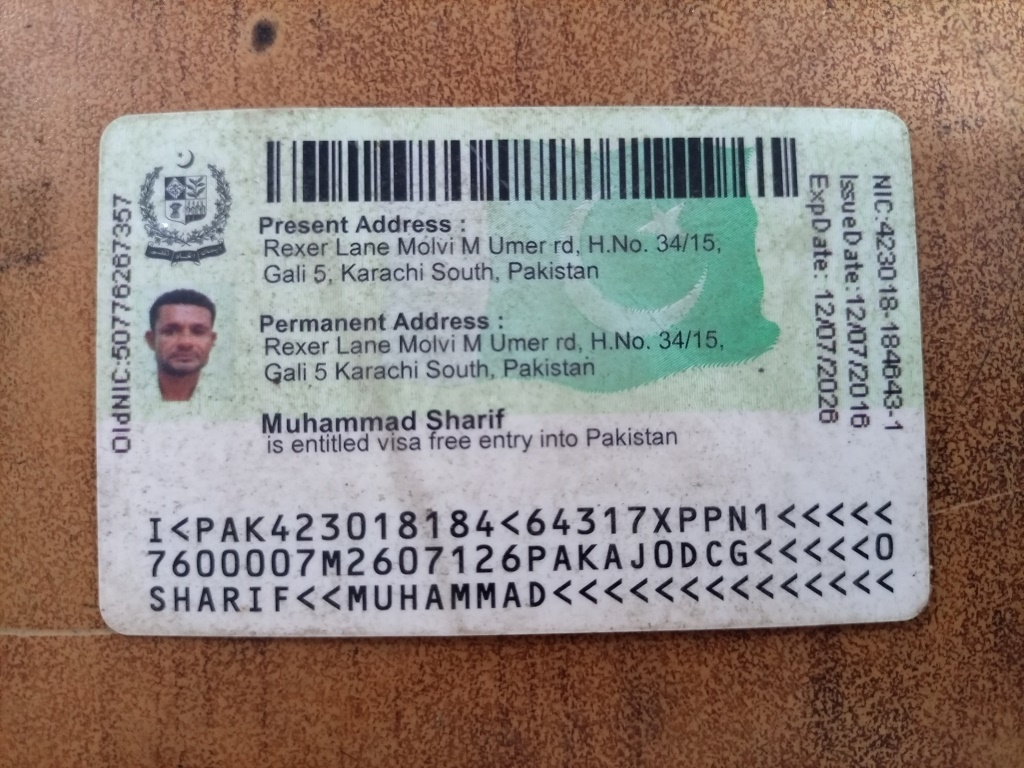 Present Address :
Rexer Lane Molvi M Umer rd, H.No. 34/15,
Gali 5, Karachi South, Pakistan
Permanent Address :
Rexer Lane Molvi M Umer rd, H.No. 34/15,
Gali 5 Karachi South, Pakistan
Muhammad Sharif
is entitled visa free entry into Pakistan
OldNIC:50776267357
NIC:423018-184643-1
IssueDate:12/07/2016
ExpDate: 12/07/2026
I<PAK423018184<64317XPPN1<<<<<
7600007M2607126PAKAJODCG<<<<<0
SHARIF<<MUHAMMAD<<<<<<<<<<<<<<